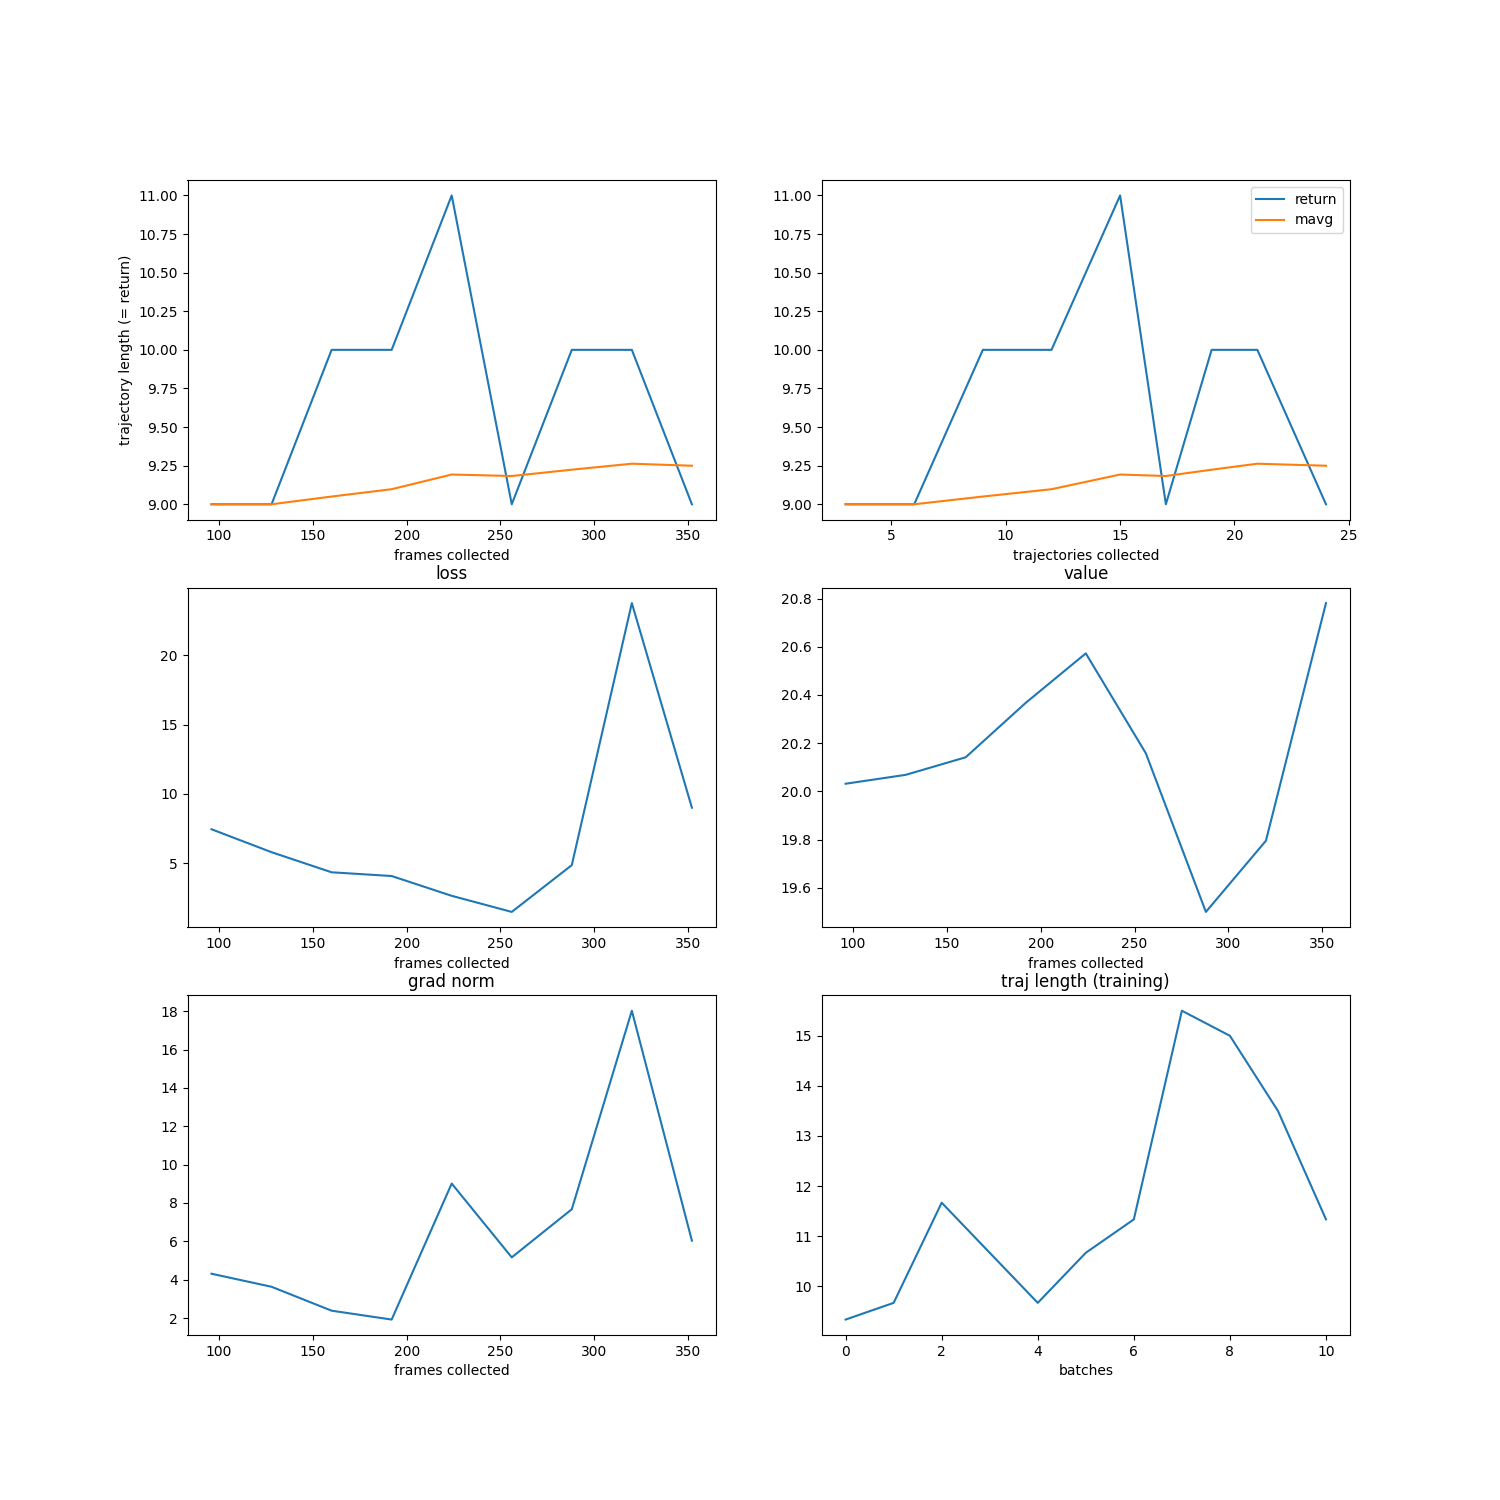 trajectory length (= return)
11.00
10.75
10.50
10.25
10.00
9.75
9.50
9.25
9.00
100 150 200 250 300 350
frames collected
return
mavg
11.00
10.75
10.50
10.25
10.00
9.75
9.50
9.25
9.00
5 10 15 20 25
trajectories collected
loss
20
15
10
5
100 150 200 250 300 350
frames collected
value
20.8
20.6
20.4
20.2
20.0
19.8
19.6
100 150 200 250 300 350
frames collected
grad norm
18
16
14
12
10
8
6
4
2
100 150 200 250 300 350
frames collected
traj length (training)
15
14
13
12
11
10
0 2 4 6 8 10
batches